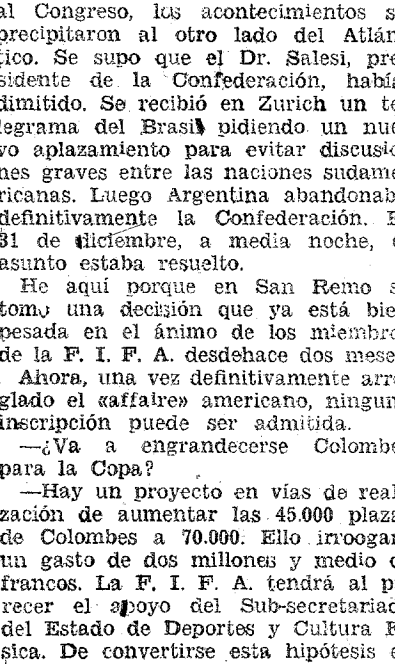 al Congreso, los acontecimientos s
precipitaron al otro lado del Atlán
tico. Se supo que el Dr. Salesi, pre
sidente de la Confederación, habí
dimitido. Se recibió en Zurich un te
legrama del Brasil pidiendo un nue
vo aplazamiento para evitar discusio
nes graves entre las naciones sudame
ricanas. Luego Argentina abandonab
definitivamente la Confederación. E
31 de diciembre, a media noche, e
asunto estaba resuelto.
He aquí porque en San Remo s
tomó una decisión que ya está bie
pesada en el ánimo de los miembro
de la F. I. F. A. desdehace dos mese
Ahora, una vez definitivamente arre
glado el «affaire» americano, ningun
inscripción puede ser admitida.
—¿Va a engrandecerse Colombe
para la Copa?
—Hay un proyecto en vías de real
zación de aumentar las 45.000 plaza
de Colombes a 70.000. Ello irrogar
un gasto de dos millones y medio d
francos. La F. I. F. A. tendrá al p
recer el apoyo del Sub-secretariad
del Estado de Deportes y Cultura F
sica. De convertirse esta hipótesis e